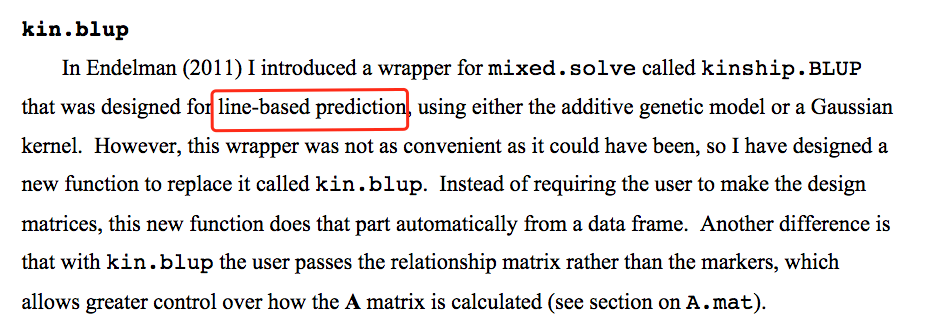 kin.blup
In Endelman (2011) I introduced a wrapper for mixed.solve called kinship.BLUP
that was designed for line-based prediction, using either the additive genetic model or a Gaussian
kernel.  However, this wrapper was not as convenient as it could have been, so I have designed a
new function to replace it called kin.blup.  Instead of requiring the user to make the design
matrices, this new function does that part automatically from a data frame.  Another difference is
that with kin.blup the user passes the relationship matrix rather than the markers, which
allows greater control over how the A matrix is calculated (see section on A.mat).